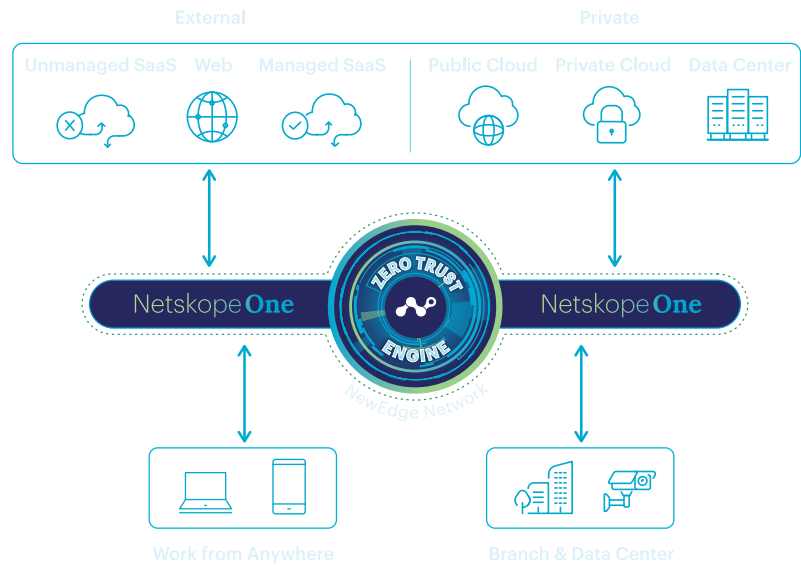 External
Private
Unmanaged SaaS
Web
Managed SaaS
Public Cloud
Private Cloud
Data Center
Netskope One
ZERO TRUST
ENGINE
Netskope One
NewEdge Network
Work from Anywhere
Branch & Data Center